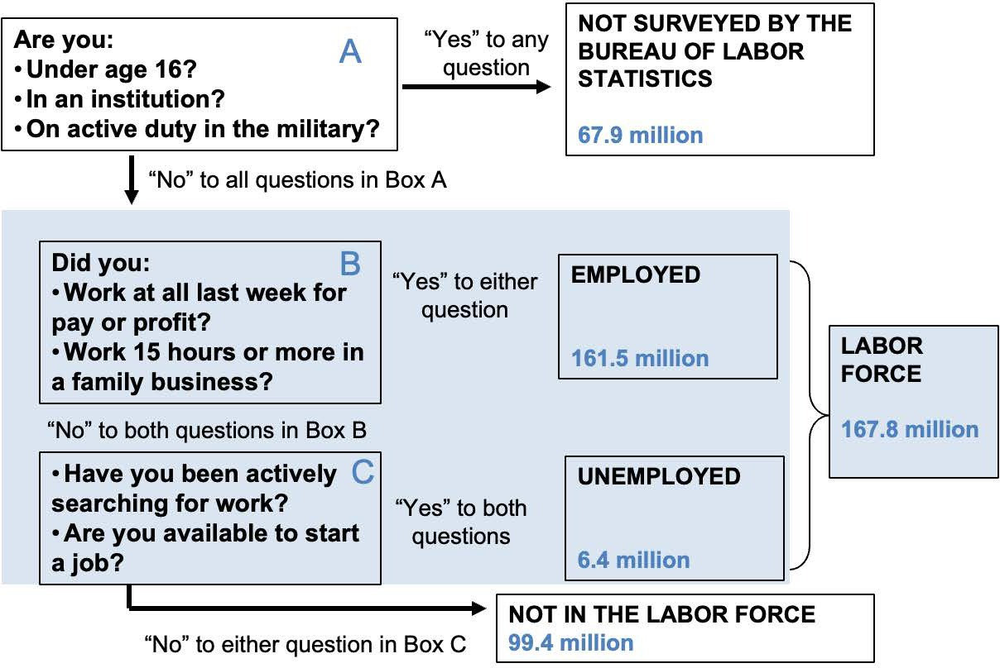 Are you:
A
• Under age 16?
• In an institution?
• On active duty in the military?
“Yes” to any
question
NOT SURVEYED BY THE
BUREAU OF LABOR
STATISTICS
67.9 million
“No” to all questions in Box A
Did you:
B
• Work at all last week for
pay or profit?
• Work 15 hours or more in
a family business?
“Yes” to either
question
EMPLOYED
161.5 million
LABOR
FORCE
167.8 million
“No” to both questions in Box B
• Have you been actively
C
searching for work?
• Are you available to start
a job?
“Yes” to both
questions
UNEMPLOYED
6.4 million
“No” to either question in Box C
NOT IN THE LABOR FORCE
99.4 million